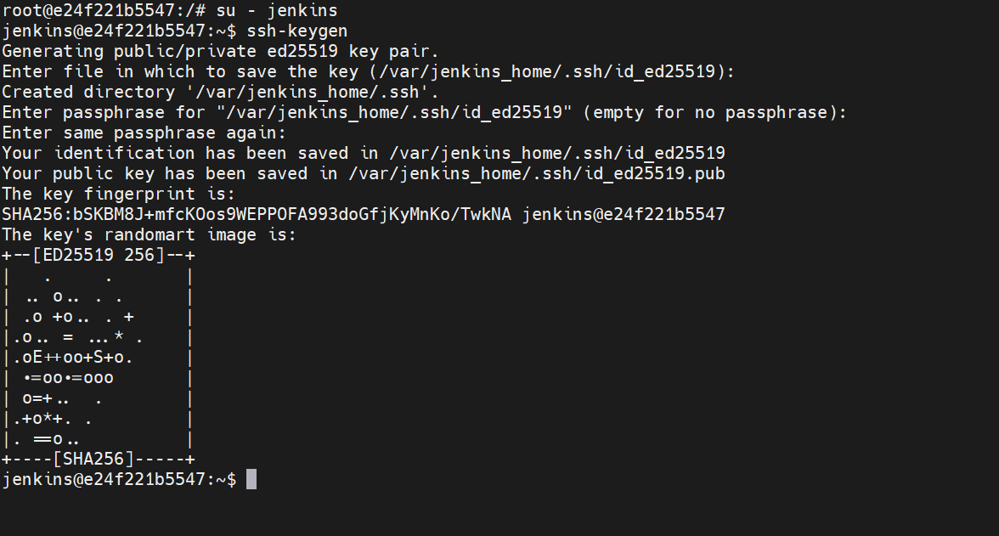 root@e24f221b5547:/# su - jenkins
jenkins@e24f221b5547:~$ ssh-keygen
Generating public/private ed25519 key pair.
Enter file in which to save the key (/var/jenkins_home/.ssh/id_ed25519):
Created directory '/var/jenkins_home/.ssh'.
Enter passphrase for "/var/jenkins_home/.ssh/id_ed25519" (empty for no passphrase):
Enter same passphrase again:
Your identification has been saved in /var/jenkins_home/.ssh/id_ed25519
Your public key has been saved in /var/jenkins_home/.ssh/id_ed25519.pub
The key fingerprint is:
SHA256:bSKBM8J+mfcKOos9WEPPOFA993doGfjKyMnKo/TwkNA jenkins@e24f221b5547
The key's randomart image is:
+--[ED25519 256]--+
|   .     .       |
| .. o.. . .      |
| .o +o.. . +     |
|.o.. = ...* .    |
|.oE++oo+S+o.     |
| *=oo*=ooo       |
| o=+..  .        |
|.+o*+. .         |
|. ==o..          |
+----[SHA256]-----+
jenkins@e24f221b5547:~$